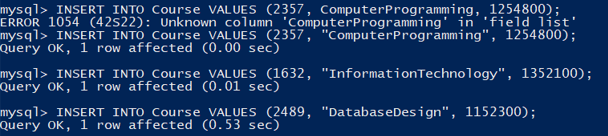 mysql> INSERT INTO Course VALUES (2357, ComputerProgramming, 1254800);
ERROR 1054 (42S22): Unknown column 'ComputerProgramming' in 'field list'
mysql> INSERT INTO Course VALUES (2357, "ComputerProgramming", 1254800);
Query OK, 1 row affected (0.00 sec)
mysql> INSERT INTO Course VALUES (1632, "InformationTechnology", 1352100);
Query OK, 1 row affected (0.01 sec)
mysql> INSERT INTO Course VALUES (2489, "DatabaseDesign", 1152300);
Query OK, 1 row affected (0.53 sec)